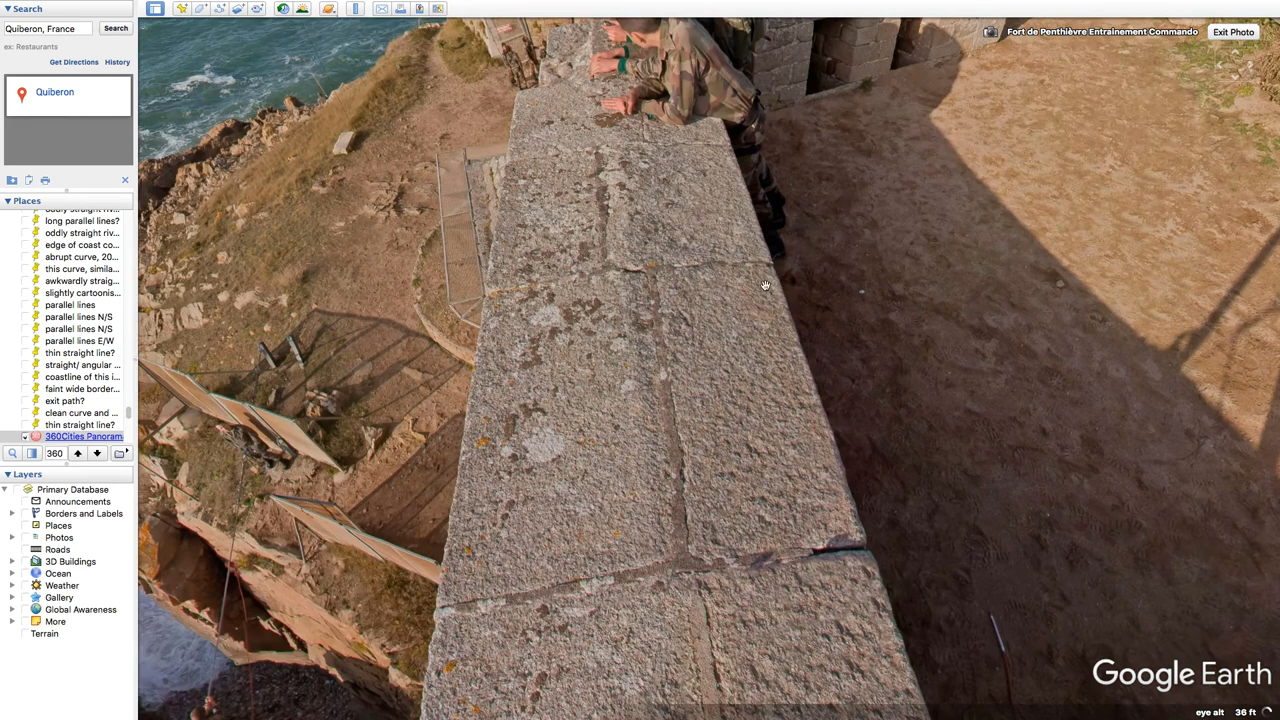 Search
Quiberon, France
Search
ex: Restaurants
Get Directions
History
Quiberon
Places
oddly straight riv...
long parallel lines?
oddly straight riv...
edge of coast co...
abrupt curve, 20...
this curve, simila...
awkwardly straig...
slightly cartoonis...
parallel lines
parallel lines N/S
parallel lines N/S
parallel lines E/W
thin straight line?
straight/ angular ...
coastline of this i...
faint wide border...
exit path?
clean curve and ...
thin straight line?
360Cities Panoram
360
Layers
Primary Database
Announcements
Borders and Labels
Places
Photos
Roads
3D Buildings
Ocean
Weather
Gallery
Global Awareness
More
Terrain
Fort de Penthièvre Entrainement Commando
Exit Photo
Google Earth
eye alt 36 ft